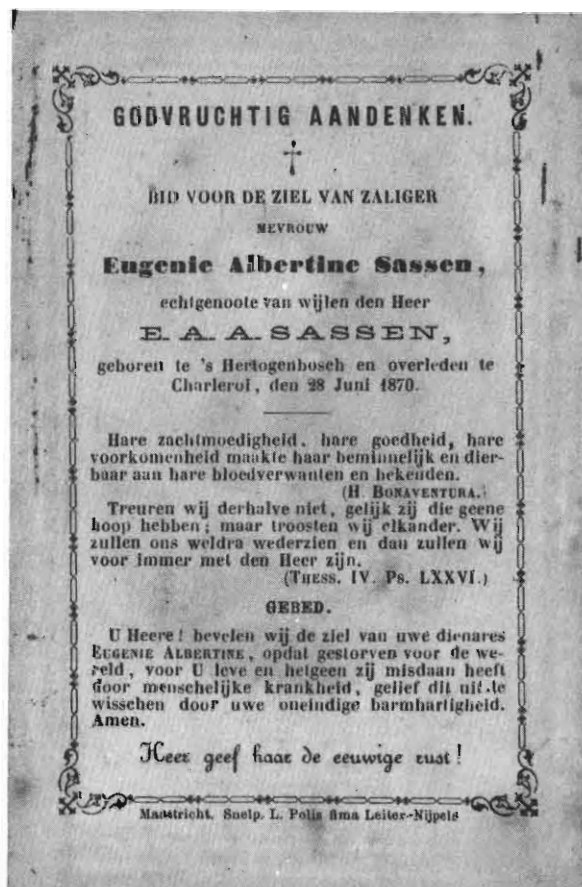 GODVRUCHTIG AANDENKEN.
†
BID VOOR DE ZIEL VAN ZALIGER
MEVROUW
Eugenie Albertine Sassen,
echtgenoote van wijlen den Heer
E. A. A. SASSEN,
geboren te 's Hertogenbosch en overleden te
Charleroi, den 28 Juni 1870.
Hare zachtmoedigheid, hare goedheid, hare
voorkomenheid maakte haar beminnelijk en dier-
baar aan hare bloedverwanten en bekenden.
(H. BONAVENTURA.)
Treuren wij derhalve niet, gelijk zij die geene
hoop hebben; maar troosten wij elkander. Wij
zullen ons weldra wederzien en dan zullen wij
voor immer met den Heer zijn.
(THESS. IV. PS. LXXVI.)
GEBED.
U Heere! bevelen wij de ziel van uwe dienares
EUGENIE ALBERTINE, opdat gestorven voor de we-
reld, voor U leve en hetgeen zij misdaan heeft
door menschelijke krankheid, gelief dit uit te
wisschen door uwe oneindige barmhartigheid.
Amen.
Heer geef haar de eeuwige rust!
Maastricht. Snelp. L. Polis fima Leiter-Nijpels